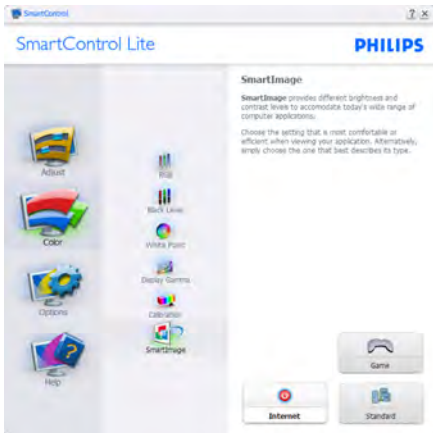 SmartControl
? ×
SmartControl Lite
PHILIPS
SmartImage
SmartImage provides different brightness and
contrast levels to accomodate today's wide range of
computer applications.
Choose the setting that is most comfortable or
efficient when viewing your application. Alternatively,
simply choose the one that best describes its type.
Adjust
Color
Options
Help
RGB
Black Level
White Point
Display Gamma
Calibration
SmartImage
Game
Internet
Standard